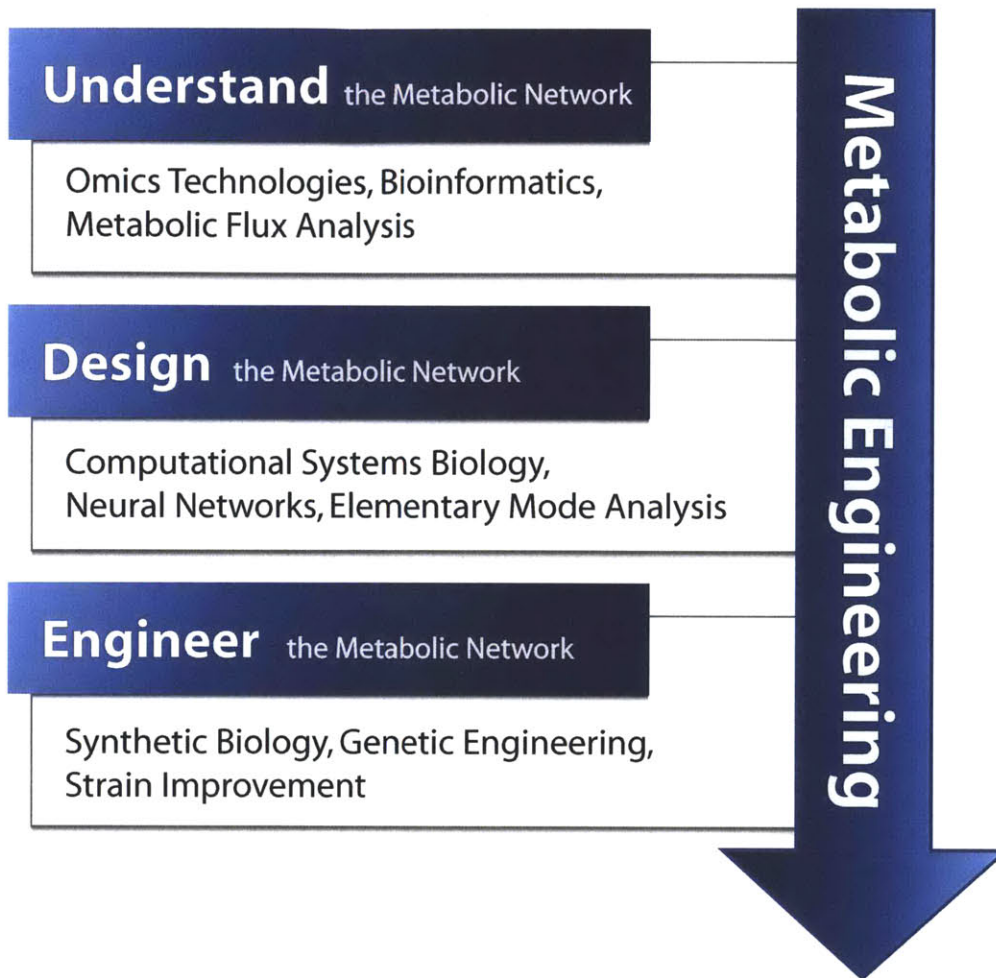 Understand the Metabolic Network
Omics Technologies, Bioinformatics,
Metabolic Flux Analysis
Design the Metabolic Network
Computational Systems Biology,
Neural Networks, Elementary Mode Analysis
Engineer the Metabolic Network
Synthetic Biology, Genetic Engineering,
Strain Improvement
Metabolic Engineering